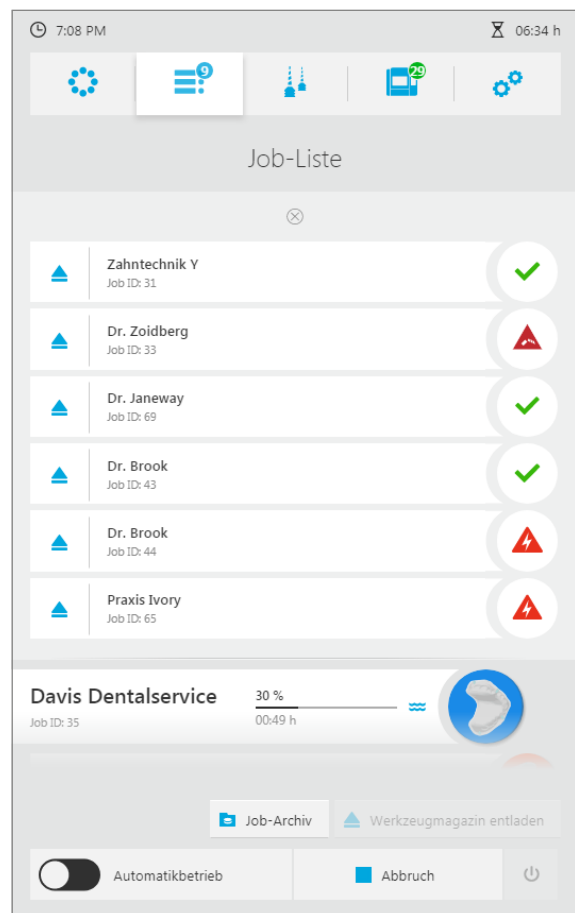 7:08 PM
06:34 h
9
29
Job-Liste
Zahntechnik Y
Job ID: 31
Dr. Zoidberg
Job ID: 33
Dr. Janeway
Job ID: 69
Dr. Brook
Job ID: 43
Dr. Brook
Job ID: 44
Praxis Ivory
Job ID: 65
Davis Dentalservice
Job ID: 35
30 %
00:49 h
Job-Archiv
Werkzeugmagazin entladen
Automatikbetrieb
Abbruch